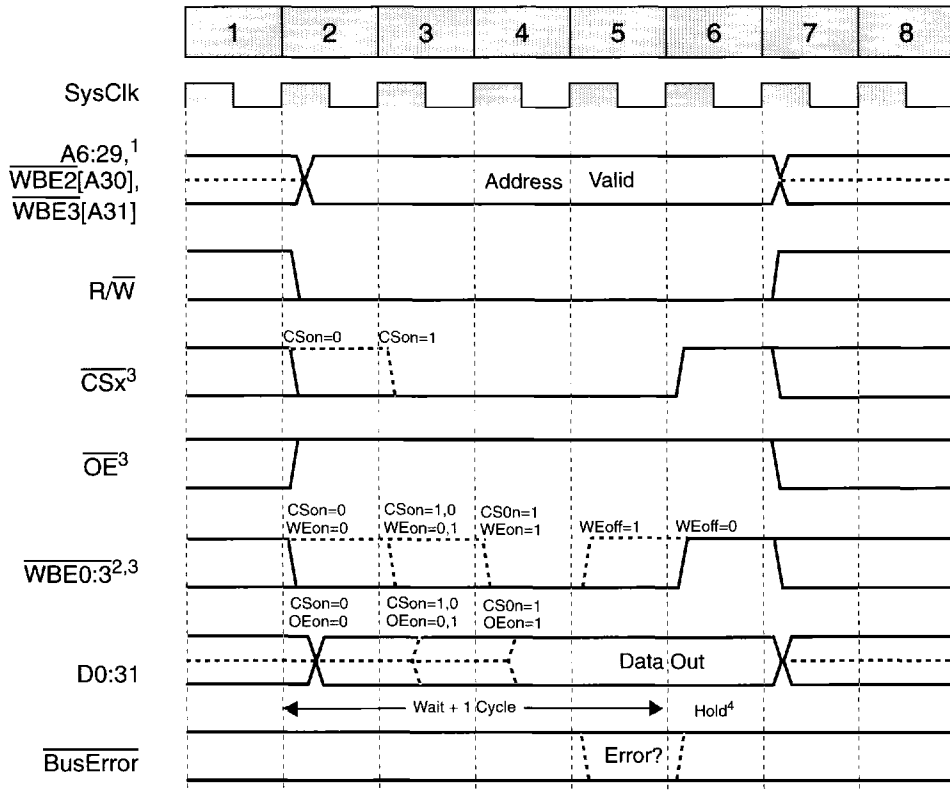 1 2 3 4 5 6 7 8
SysClk
A6:29,¹
WBE2[A30],
WBE3[A31]
Address Valid
R/W
CSon=0 CSon=1
CSx³
OE³
CSon=0 CSon=1,0 CS0n=1
WEon=0 WEon=0,1 WEon=1 WEoff=1 WEoff=0
WBE0:3²,³
CSon=0 CSon=1,0 CS0n=1
OEon=0 OEon=0,1 OEon=1
D0:31
Data Out
Wait + 1 Cycle Hold⁴
BusError
Error?